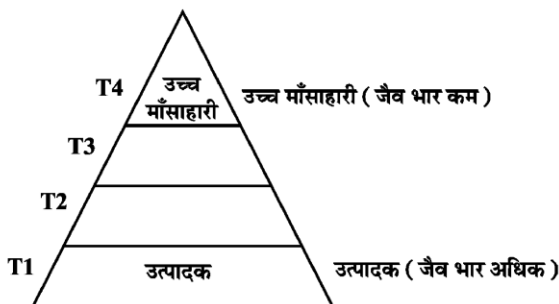 T4
उच्च
माँसाहारी
उच्च माँसाहारी ( जैव भार कम )
T3
T2
T1
उत्पादक
उत्पादक ( जैव भार अधिक )